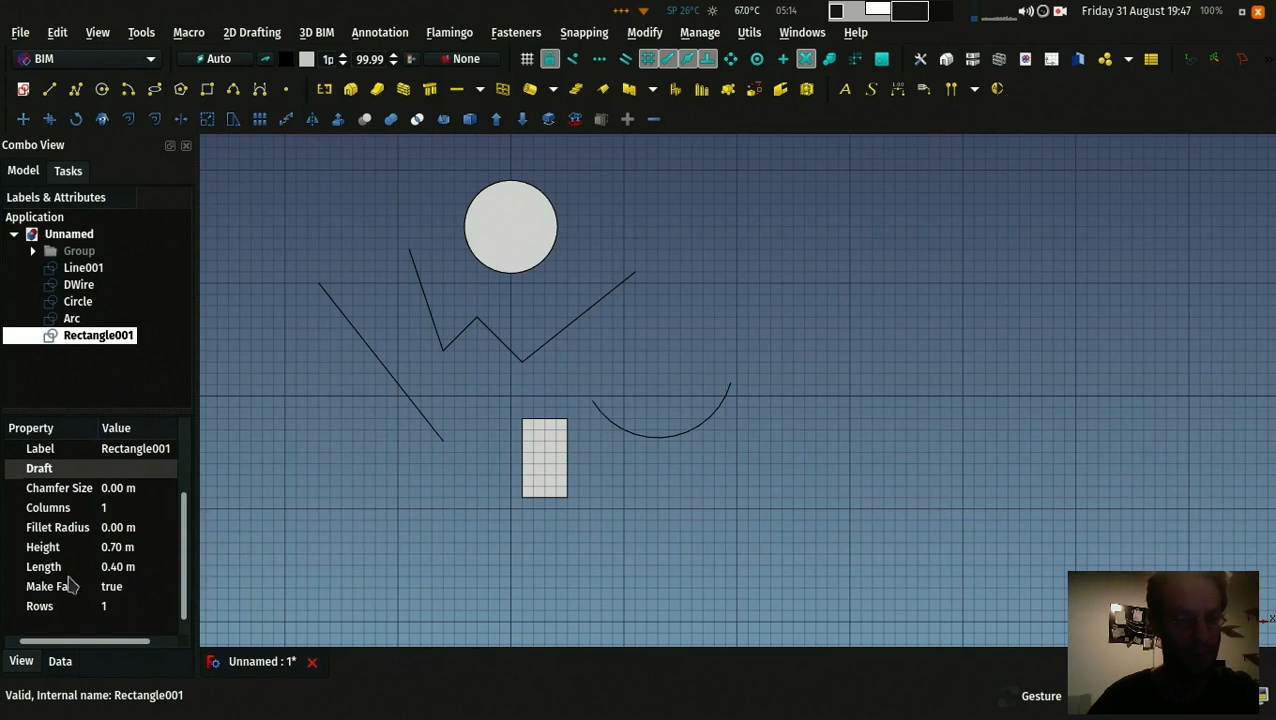 SP 26°C 67.0°C 05:14 Friday 31 August 19:47 100%
File Edit View Tools Macro 2D Drafting 3D BIM Annotation Flamingo Fasteners Snapping Modify Manage Utils Windows Help
BIM Auto 1p 99.99 None
Combo View
Model Tasks
Labels & Attributes
Application
Unnamed
Group
Line001
DWire
Circle
Arc
Rectangle001
Property Value
Label Rectangle001
Draft
Chamfer Size 0.00 m
Columns 1
Fillet Radius 0.00 m
Height 0.70 m
Length 0.40 m
Make Fa true
Rows 1
View Data
Unnamed : 1*
Valid, Internal name: Rectangle001
Gesture
X